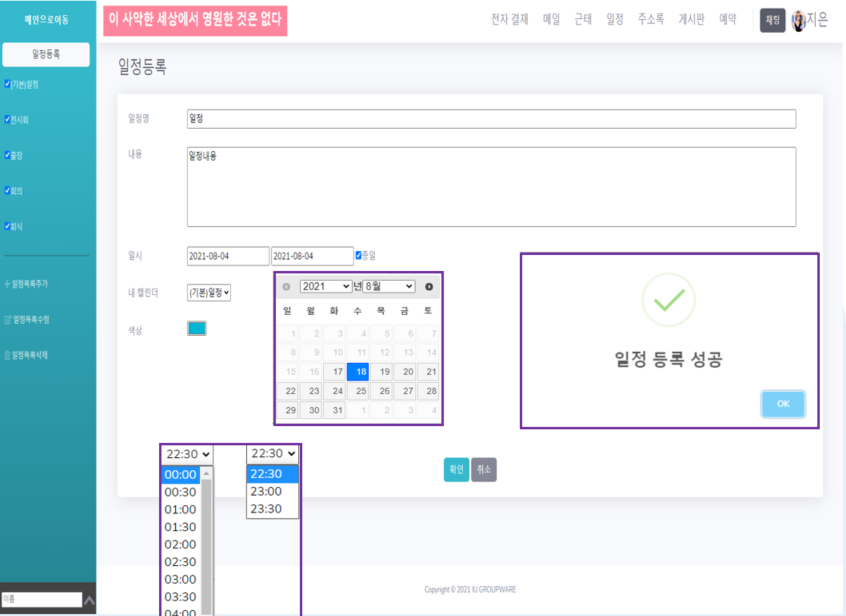 메인으로이동
이 사악한 세상에서 영원한 것은 없다
전자 결재 메일 근태 일정 주소록 게시판 예약 채팅 지은
일정등록
(기본)일정
전시회
출장
회의
회식
일정목록추가
일정목록수정
일정목록삭제
이름
일정등록
일정명 일정
내용 일정내용
일시 2021-08-04 2021-08-04 종일
내 캘린더 (기본)일정
색상
2021 년 8월
일 월 화 수 목 금 토
1 2 3 4 5 6 7
8 9 10 11 12 13 14
15 16 17 18 19 20 21
22 23 24 25 26 27 28
29 30 31 1 2 3 4
일정 등록 성공
OK
22:30
00:00
00:30
01:00
01:30
02:00
02:30
03:00
03:30
04:00
22:30
22:30
23:00
23:30
확인 취소
Copyright © 2021 IU GROUPWARE